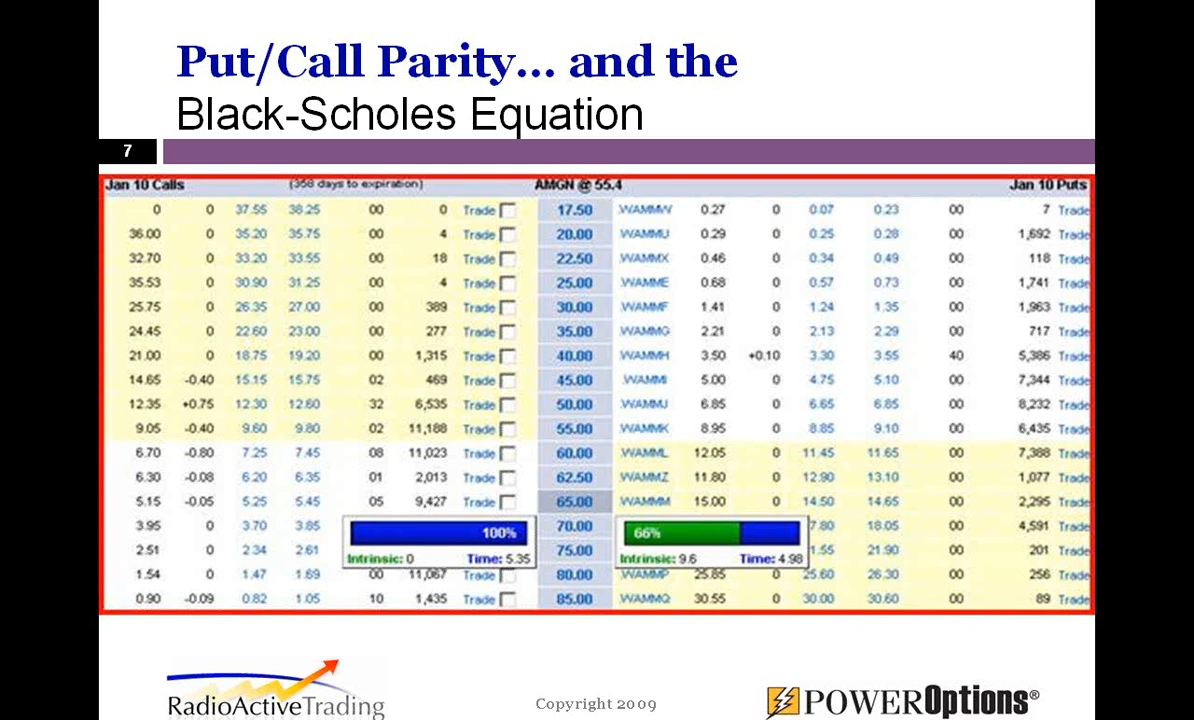 Put/Call Parity... and the
Black-Scholes Equation
7
Jan 10 Calls (358 days to expiration) AMGN @ 55.4 Jan 10 Puts
0 0 37.55 38.25 00 0 Trade 17.50 .WAMMW 0.27 0 0.07 0.23 00 7 Trade
36.00 0 35.20 35.75 00 4 Trade 20.00 .WAMMU 0.29 0 0.25 0.28 00 1,692 Trade
32.70 0 33.20 33.55 00 18 Trade 22.50 .WAMMX 0.46 0 0.34 0.49 00 118 Trade
35.53 0 30.90 31.25 00 4 Trade 25.00 .WAMME 0.68 0 0.57 0.73 00 1,741 Trade
25.75 0 26.35 27.00 00 389 Trade 30.00 .WAMMF 1.41 0 1.24 1.35 00 1,963 Trade
24.45 0 22.60 23.00 00 277 Trade 35.00 .WAMMG 2.21 0 2.13 2.29 00 717 Trade
21.00 0 18.75 19.20 00 1,315 Trade 40.00 .WAMMH 3.50 +0.10 3.30 3.55 40 5,386 Trade
14.65 -0.40 15.15 15.75 02 469 Trade 45.00 .WAMMI 5.00 0 4.75 5.10 00 7,344 Trade
12.35 +0.75 12.30 12.60 32 6,535 Trade 50.00 .WAMMJ 6.85 0 6.65 6.85 00 8,232 Trade
9.05 -0.40 9.60 9.80 02 11,188 Trade 55.00 .WAMMK 8.95 0 8.85 9.10 00 6,435 Trade
6.70 -0.80 7.25 7.45 08 11,023 Trade 60.00 .WAMML 12.05 0 11.45 11.65 00 7,388 Trade
6.30 -0.08 6.20 6.35 01 2,013 Trade 62.50 .WAMMZ 11.80 0 12.90 13.10 00 1,077 Trade
5.15 -0.05 5.25 5.45 05 9,427 Trade 65.00 .WAMMM 15.00 0 14.50 14.65 00 2,295 Trade
3.95 0 3.70 3.85 100% 70.00 66% 7.80 18.05 00 4,591 Trade
2.51 0 2.34 2.61 Intrinsic: 0 Time: 5.35 75.00 Intrinsic: 9.6 Time: 4.98 1.55 21.90 00 201 Trade
1.54 0 1.47 1.69 00 11,067 Trade 80.00 .WAMMP 25.85 0 25.60 26.30 00 256 Trade
0.90 -0.09 0.82 1.05 10 1,435 Trade 85.00 .WAMMQ 30.55 0 30.00 30.60 00 89 Trade
RadioActiveTrading
Copyright 2009
POWEROptions®